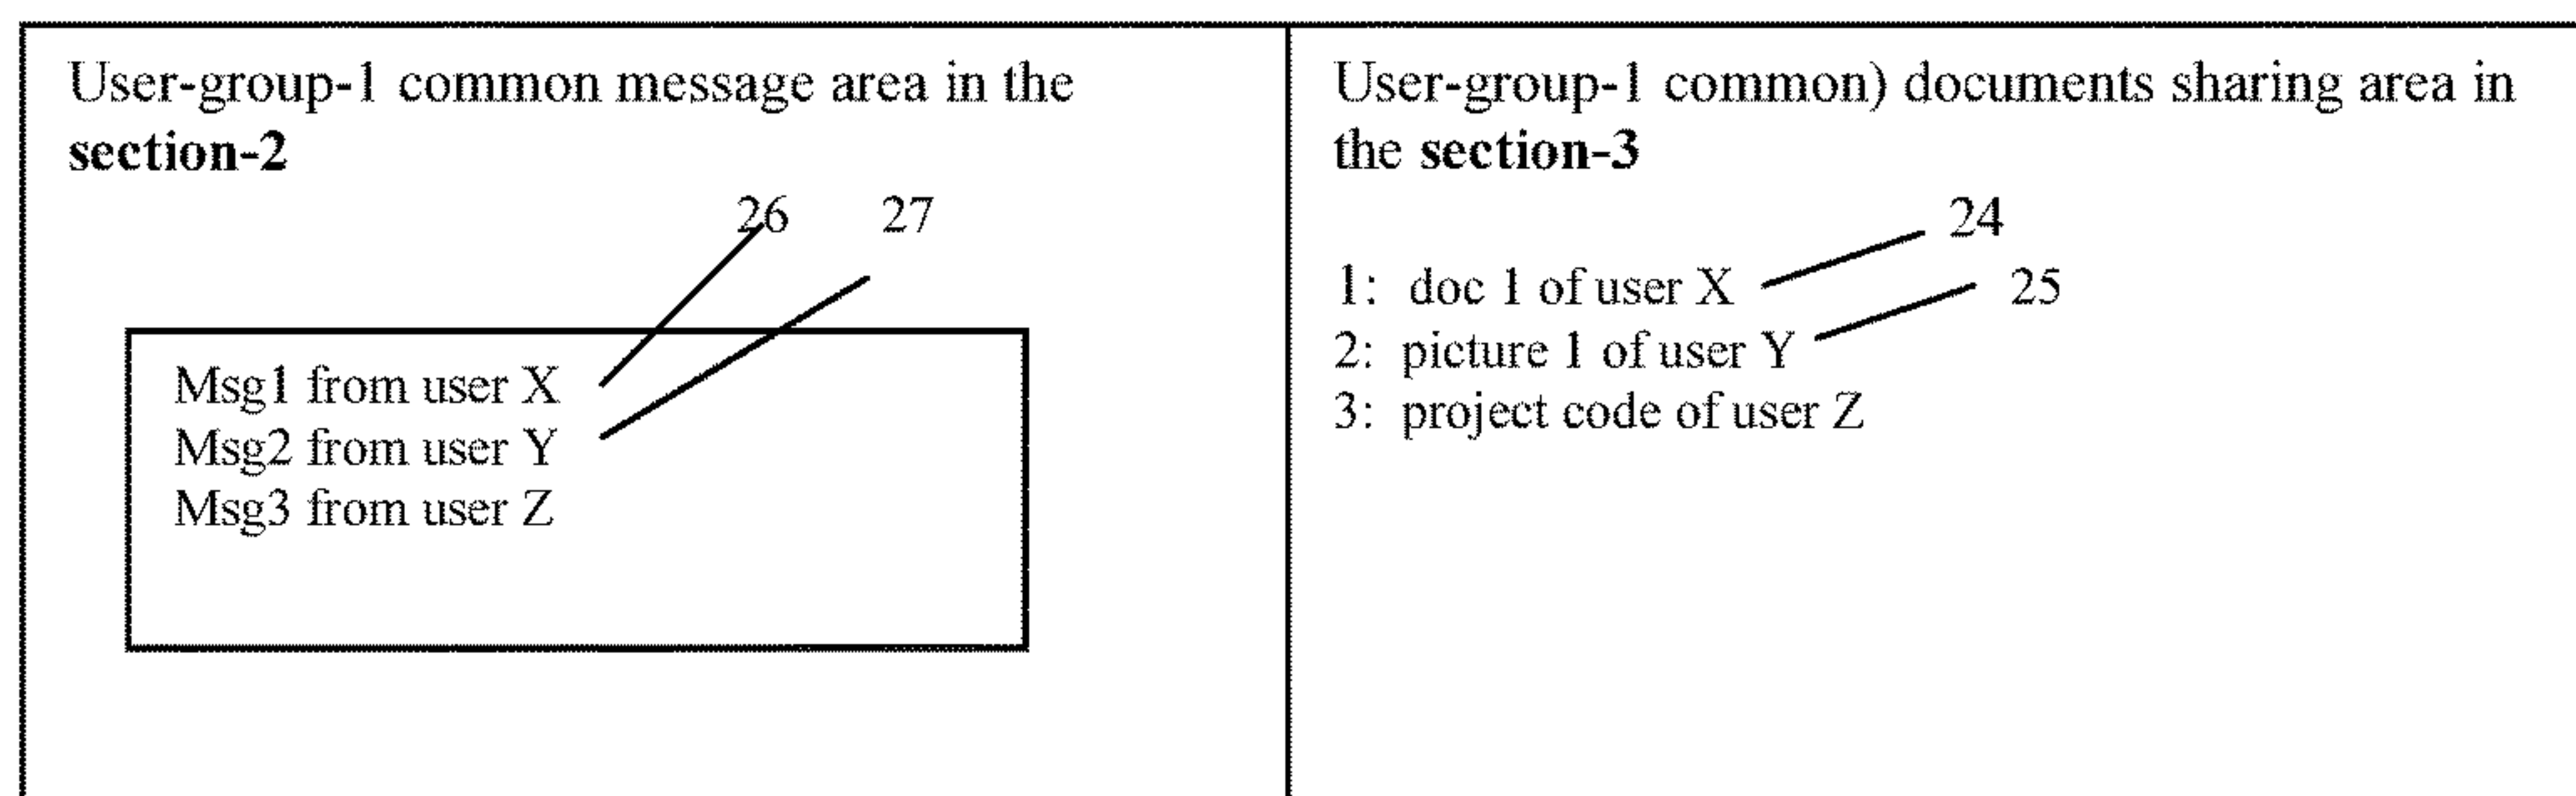 User-group-1 common message area in the
section-2
26 27
Msg1 from user X
Msg2 from user Y
Msg3 from user Z
User-group-1 common) documents sharing area in
the section-3
24
1: doc 1 of user X
25
2: picture 1 of user Y
3: project code of user Z